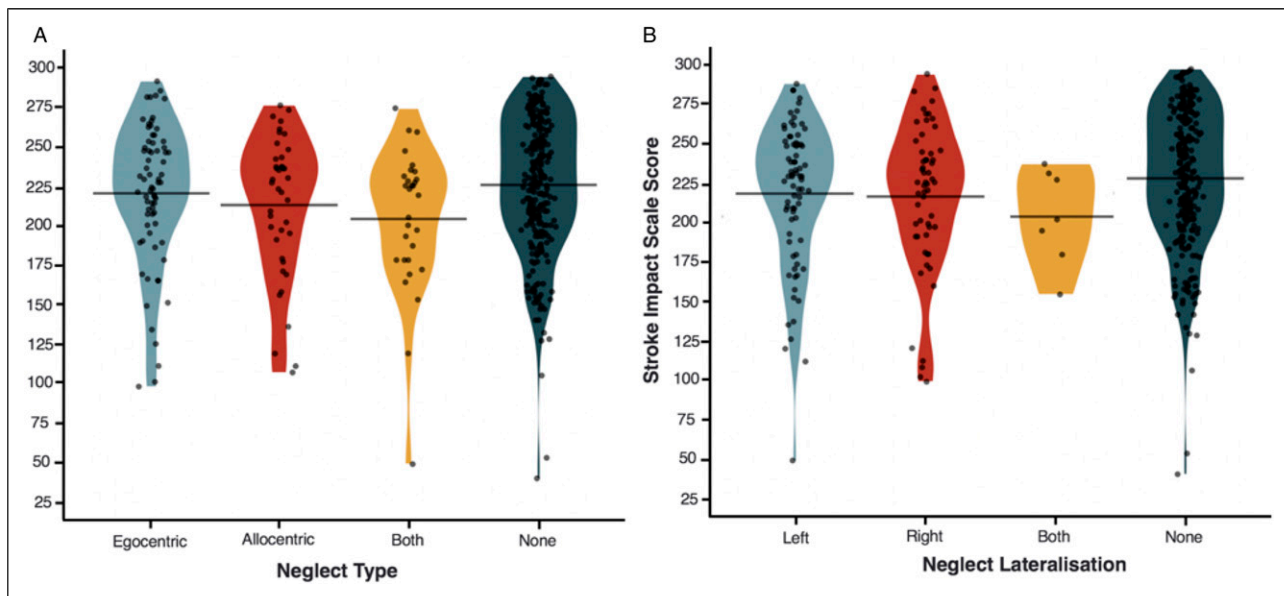 A
300
275
250
225
200
175
150
125
100
75
50
25
Egocentric
Allocentric
Both
None
Neglect Type
B
Stroke Impact Scale Score
300
275
250
225
200
175
150
125
100
75
50
25
Left
Right
Both
None
Neglect Lateralisation